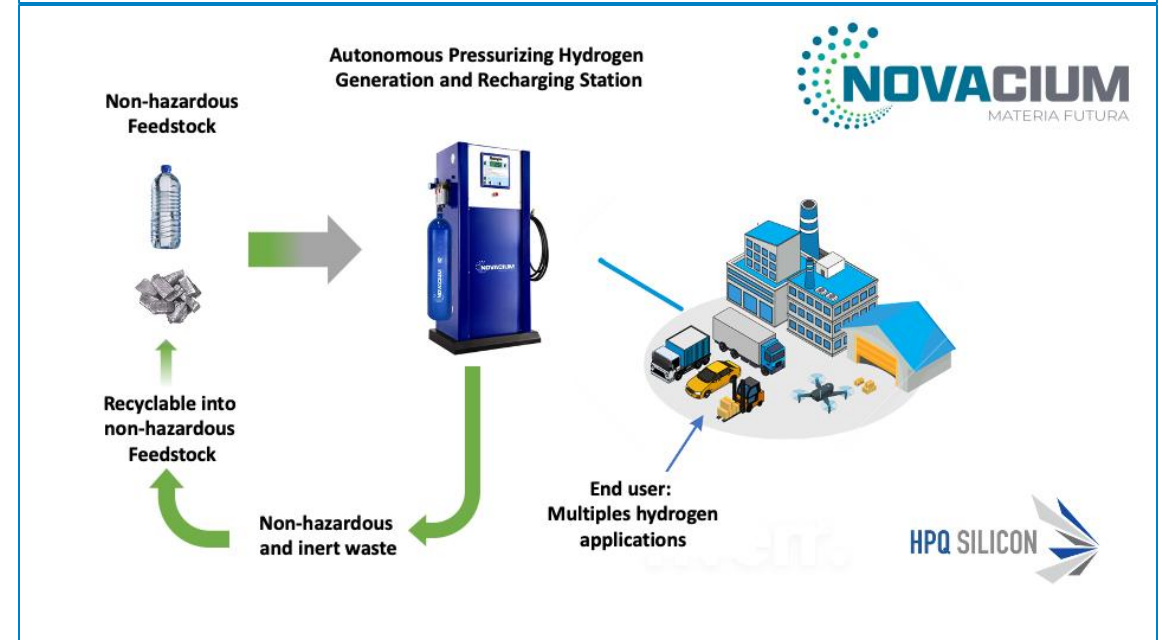 Autonomous Pressurizing Hydrogen
Generation and Recharging Station
NOVACIUM
MATERIA FUTURA
Non-hazardous
Feedstock
NOVACIUM
NOVACIUM
Recyclable into
non-hazardous
Feedstock
Non-hazardous
and inert waste
End user:
Multiples hydrogen
applications
HPQ SILICON